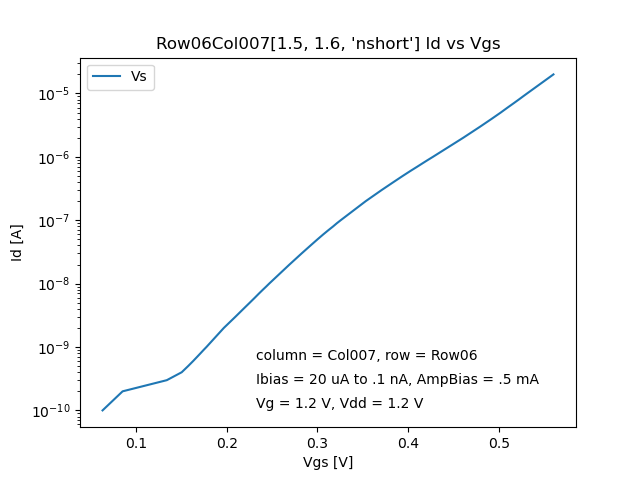 Row06Col007[1.5, 1.6, 'nshort'] Id vs Vgs
Vs
10⁻⁵
10⁻⁶
10⁻⁷
10⁻⁸
10⁻⁹
10⁻¹⁰
Id [A]
column = Col007, row = Row06
Ibias = 20 uA to .1 nA, AmpBias = .5 mA
Vg = 1.2 V, Vdd = 1.2 V
0.1 0.2 0.3 0.4 0.5
Vgs [V]